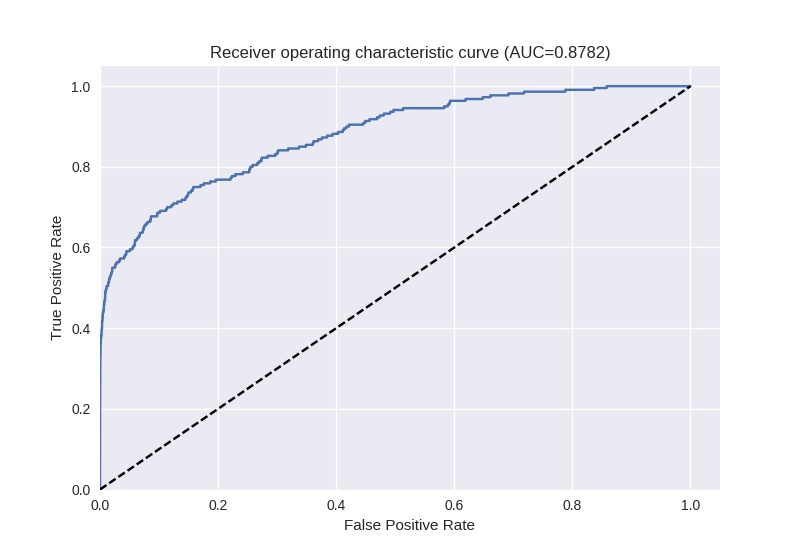 Receiver operating characteristic curve (AUC=0.8782)
True Positive Rate
1.0
0.8
0.6
0.4
0.2
0.0
0.0 0.2 0.4 0.6 0.8 1.0
False Positive Rate